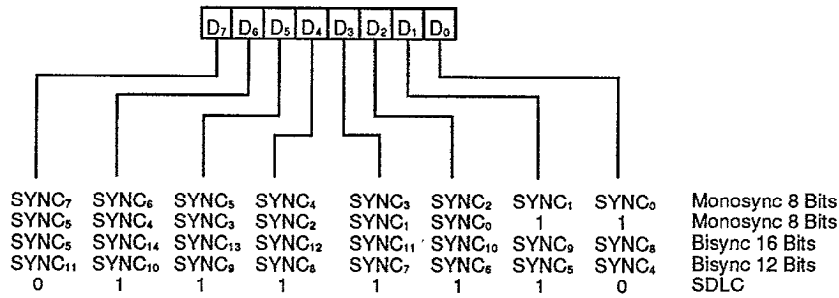 D₇ D₆ D₅ D₄ D₃ D₂ D₁ D₀
SYNC₇ SYNC₆ SYNC₅ SYNC₄ SYNC₃ SYNC₂ SYNC₁ SYNC₀ Monosync 8 Bits
SYNC₅ SYNC₄ SYNC₃ SYNC₂ SYNC₁ SYNC₀ 1 1 Monosync 8 Bits
SYNC₅ SYNC₁₄ SYNC₁₃ SYNC₁₂ SYNC₁₁ SYNC₁₀ SYNC₉ SYNC₈ Bisync 16 Bits
SYNC₁₁ SYNC₁₀ SYNC₉ SYNC₈ SYNC₇ SYNC₆ SYNC₅ SYNC₄ Bisync 12 Bits
0 1 1 1 1 1 1 0 SDLC